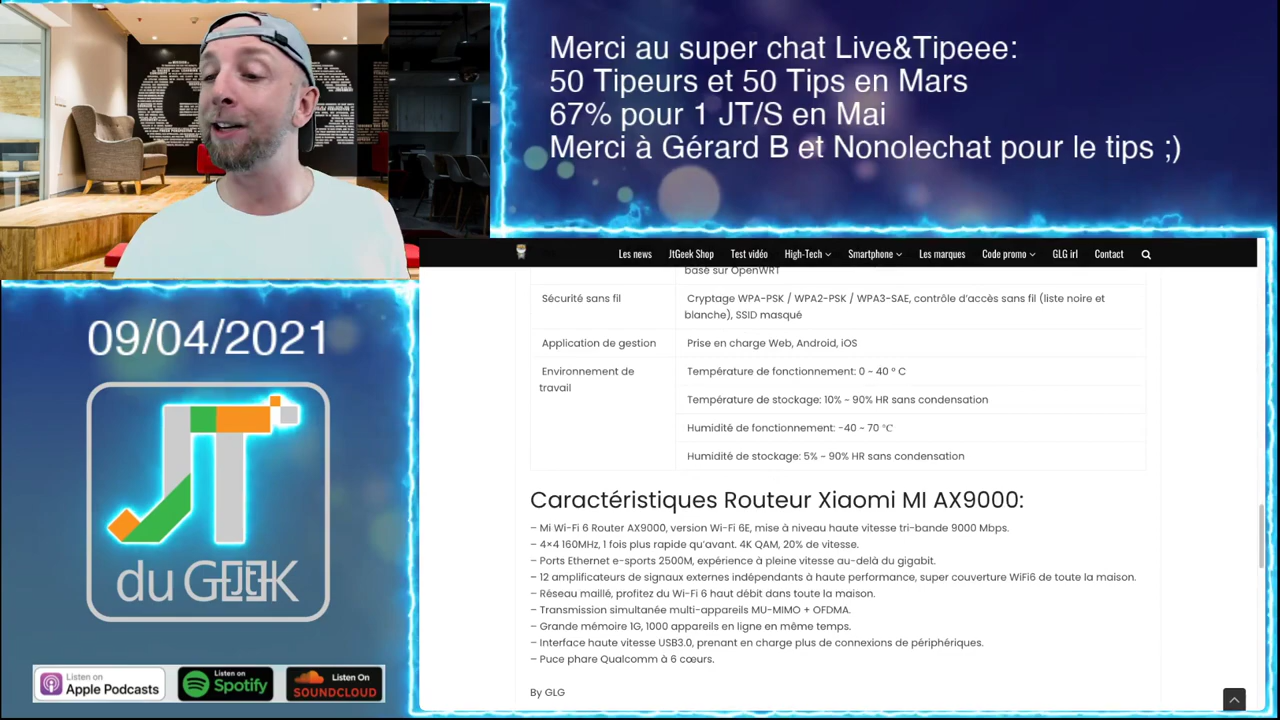 Merci au super chat Live&Tipeee:
50 Tipeurs et 50 Tips en Mars
67% pour 1 JT/S en Mai
Merci à Gérard B et Nonolechat pour le tips ;)
Les news JtGeek Shop Test vidéo High-Tech Smartphone Les marques Code promo GLG irl Contact
basé sur OpenWRT
Sécurité sans fil
Cryptage WPA-PSK / WPA2-PSK / WPA3-SAE, contrôle d'accès sans fil (liste noire et
blanche), SSID masqué
Application de gestion
Prise en charge Web, Android, iOS
Environnement de
travail
Température de fonctionnement: 0 ~ 40 ° C
Température de stockage: 10% ~ 90% HR sans condensation
Humidité de fonctionnement: -40 ~ 70 °C
Humidité de stockage: 5% ~ 90% HR sans condensation
Caractéristiques Routeur Xiaomi MI AX9000:
– Mi Wi-Fi 6 Router AX9000, version Wi-Fi 6E, mise à niveau haute vitesse tri-bande 9000 Mbps.
– 4×4 160MHz, 1 fois plus rapide qu'avant. 4K QAM, 20% de vitesse.
– Ports Ethernet e-sports 2500M, expérience à pleine vitesse au-delà du gigabit.
– 12 amplificateurs de signaux externes indépendants à haute performance, super couverture WiFi6 de toute la maison.
– Réseau maillé, profitez du Wi-Fi 6 haut débit dans toute la maison.
– Transmission simultanée multi-appareils MU-MIMO + OFDMA.
– Grande mémoire 1G, 1000 appareils en ligne en même temps.
– Interface haute vitesse USB3.0, prenant en charge plus de connexions de périphériques.
– Puce phare Qualcomm à 6 cœurs.
By GLG
09/04/2021
JT
du GEEK
Listen on
Apple Podcasts
Listen on
Spotify
Listen On
SOUNDCLOUD